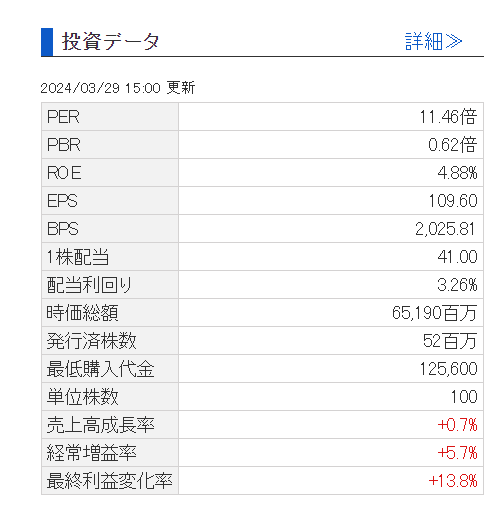 投資データ 詳細≫
2024/03/29 15:00 更新
PER 11.46倍
PBR 0.62倍
ROE 4.88%
EPS 109.60
BPS 2,025.81
1株配当 41.00
配当利回り 3.26%
時価総額 65,190百万
発行済株数 52百万
最低購入代金 125,600
単位株数 100
売上高成長率 +0.7%
経常増益率 +5.7%
最終利益変化率 +13.8%